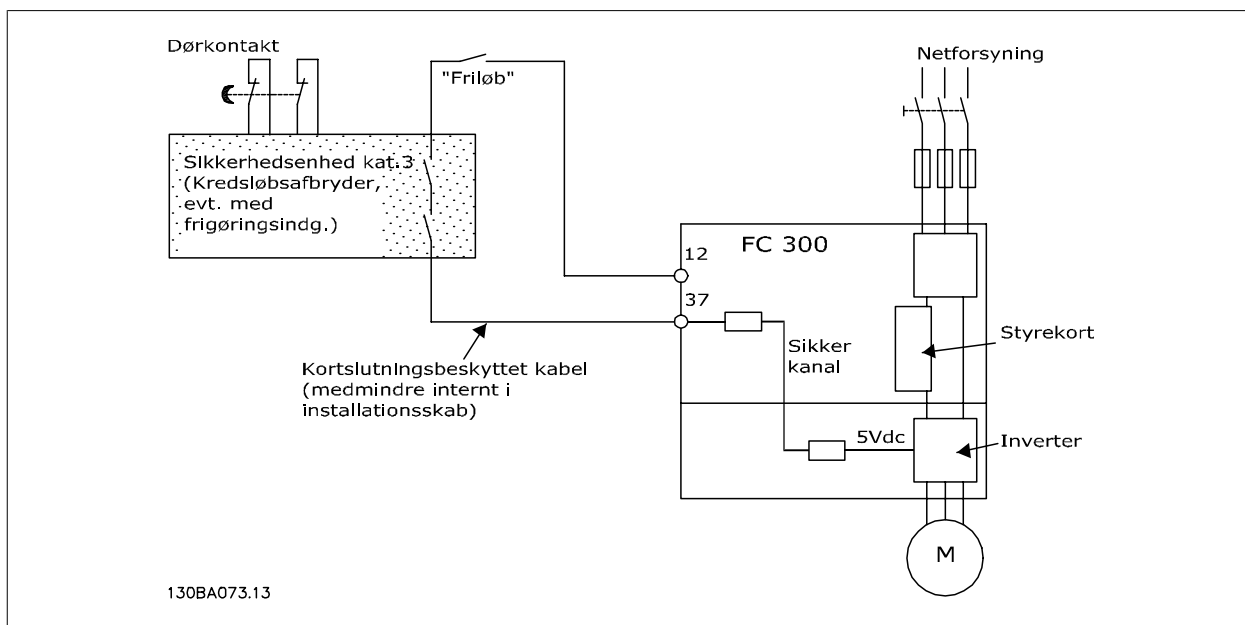 Dørkontakt
"Friløb"
Netforsyning
Sikkerhedsenhed kat.3
(Kredsløbsafbryder,
evt. med
frigøringsindg.)
FC 300
12
37
Sikker
kanal
Styrekort
Kortslutningsbeskyttet kabel
(medmindre internt i
installationsskab)
5Vdc
Inverter
M
130BA073.13